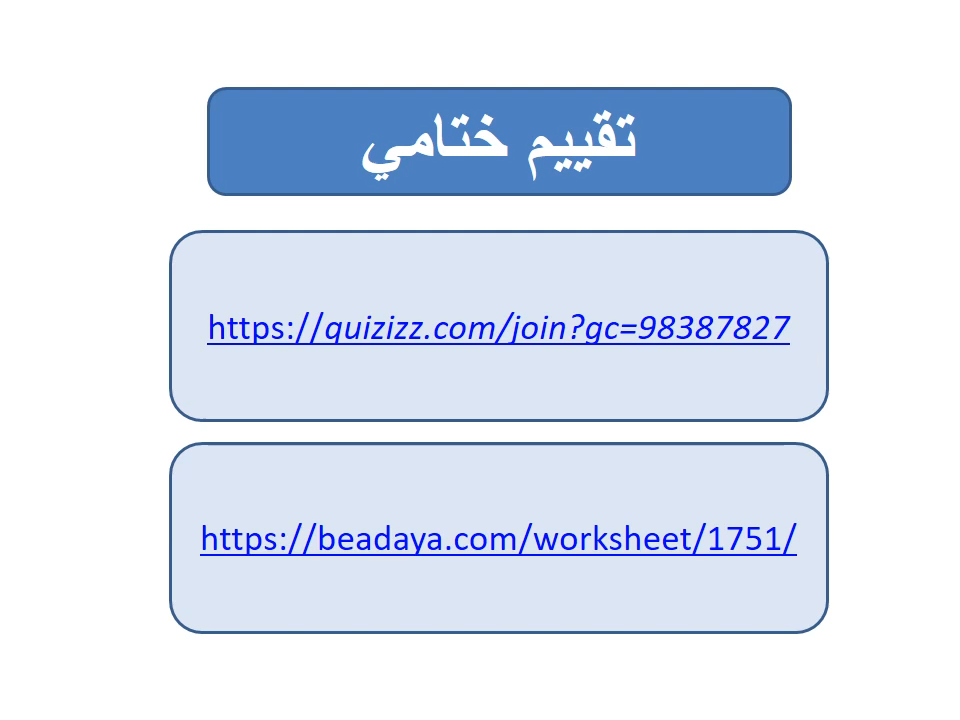 تقييم ختامي
https://quizizz.com/join?gc=98387827
https://beadaya.com/worksheet/1751/